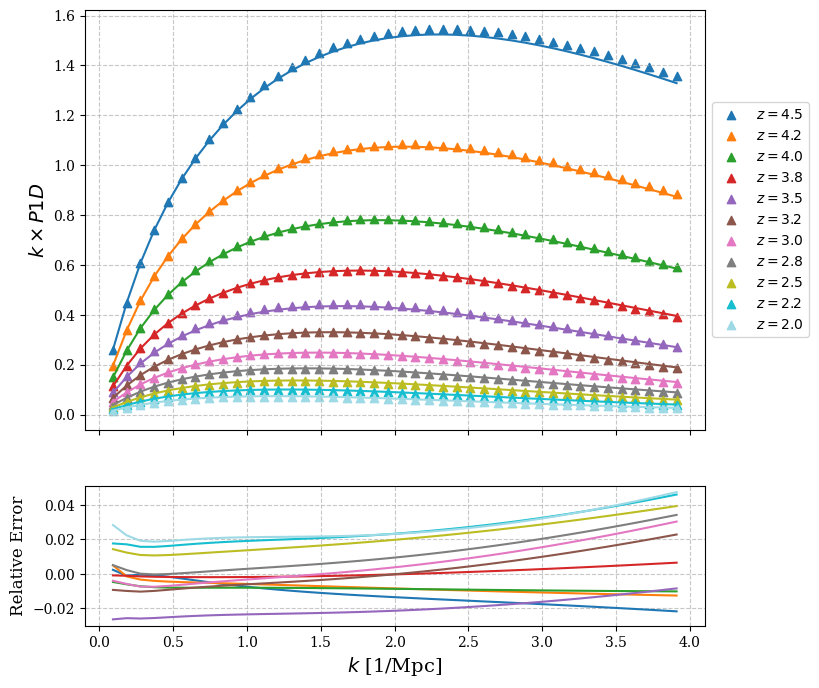 1.6
1.4
1.2
1.0
0.8
0.6
0.4
0.2
0.0
k × P1D
z = 4.5
z = 4.2
z = 4.0
z = 3.8
z = 3.5
z = 3.2
z = 3.0
z = 2.8
z = 2.5
z = 2.2
z = 2.0
0.04
0.02
0.00
−0.02
Relative Error
0.0 0.5 1.0 1.5 2.0 2.5 3.0 3.5 4.0
k [1/Mpc]